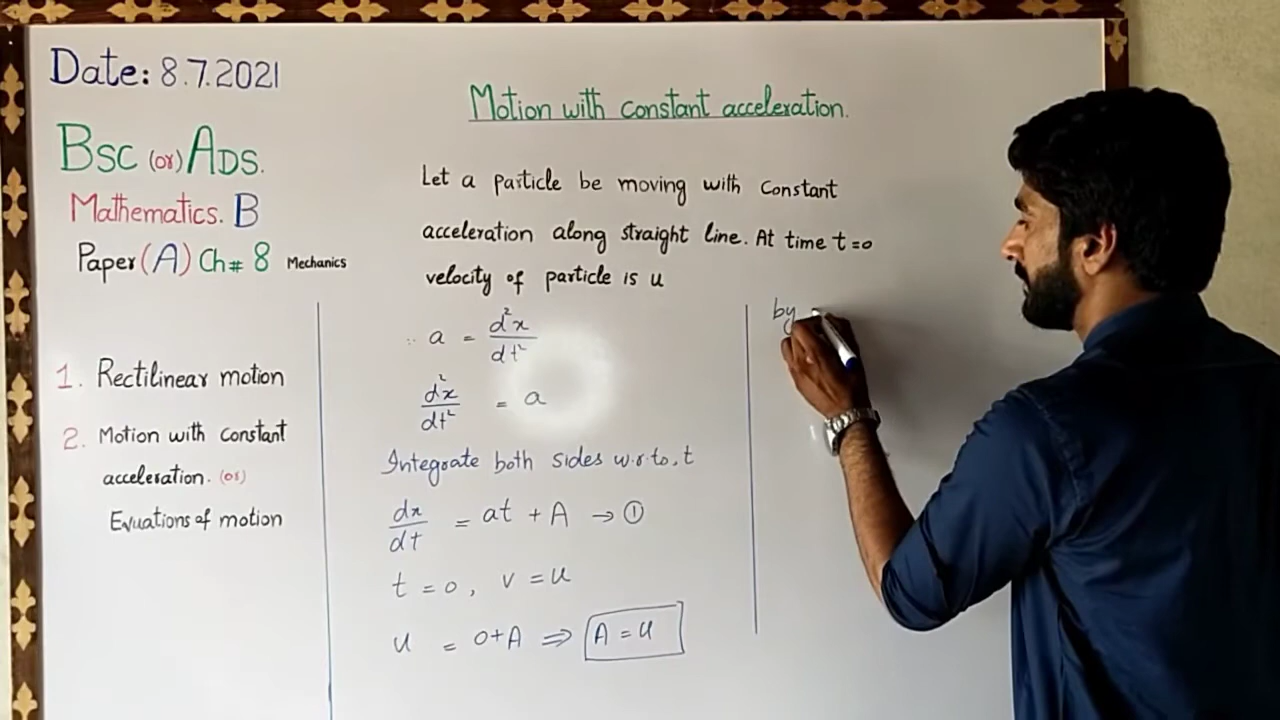 Date: 8.7.2021
Bsc (or) ADS.
Mathematics. B
Paper (A) Ch# 8 Mechanics
1. Rectilinear motion
2. Motion with constant
acceleration. (or)
Equations of motion
Motion with constant acceleration.
Let a particle be moving with Constant
acceleration along straight line. At time t=0
velocity of particle is u
∵ a = d²x/dt²
d²x/dt² = a
Integrate both sides w.r.to, t
dx/dt = at + A → ①
t = 0, v = u
u = 0+A ⇒ A = u
by